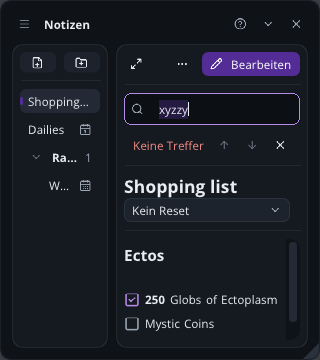 Notizen
Bearbeiten
Shopping...
Dailies
Ra... 1
W...
xyzzy
Keine Treffer
Shopping list
Kein Reset
Ectos
250 Globs of Ectoplasm
Mystic Coins